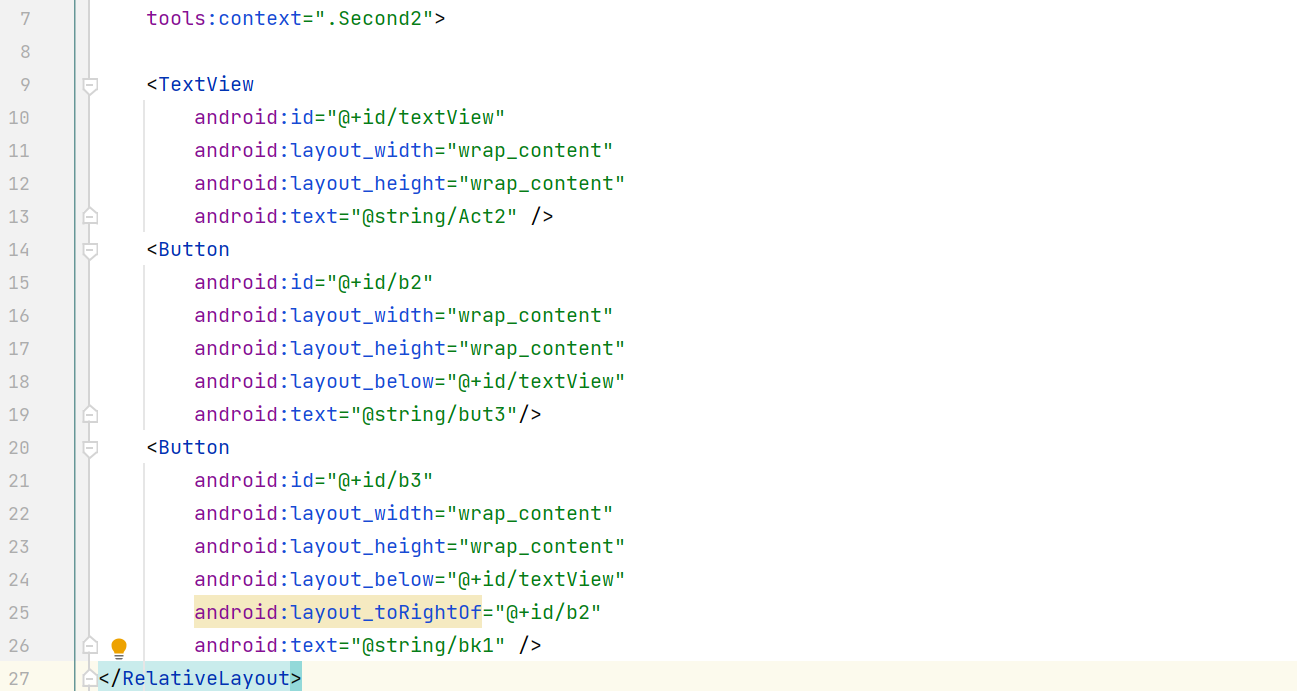 7 tools:context=".Second2">
8
9 <TextView
10 android:id="@+id/textView"
11 android:layout_width="wrap_content"
12 android:layout_height="wrap_content"
13 android:text="@string/Act2" />
14 <Button
15 android:id="@+id/b2"
16 android:layout_width="wrap_content"
17 android:layout_height="wrap_content"
18 android:layout_below="@+id/textView"
19 android:text="@string/but3"/>
20 <Button
21 android:id="@+id/b3"
22 android:layout_width="wrap_content"
23 android:layout_height="wrap_content"
24 android:layout_below="@+id/textView"
25 android:layout_toRightOf="@+id/b2"
26 android:text="@string/bk1" />
27 </RelativeLayout>